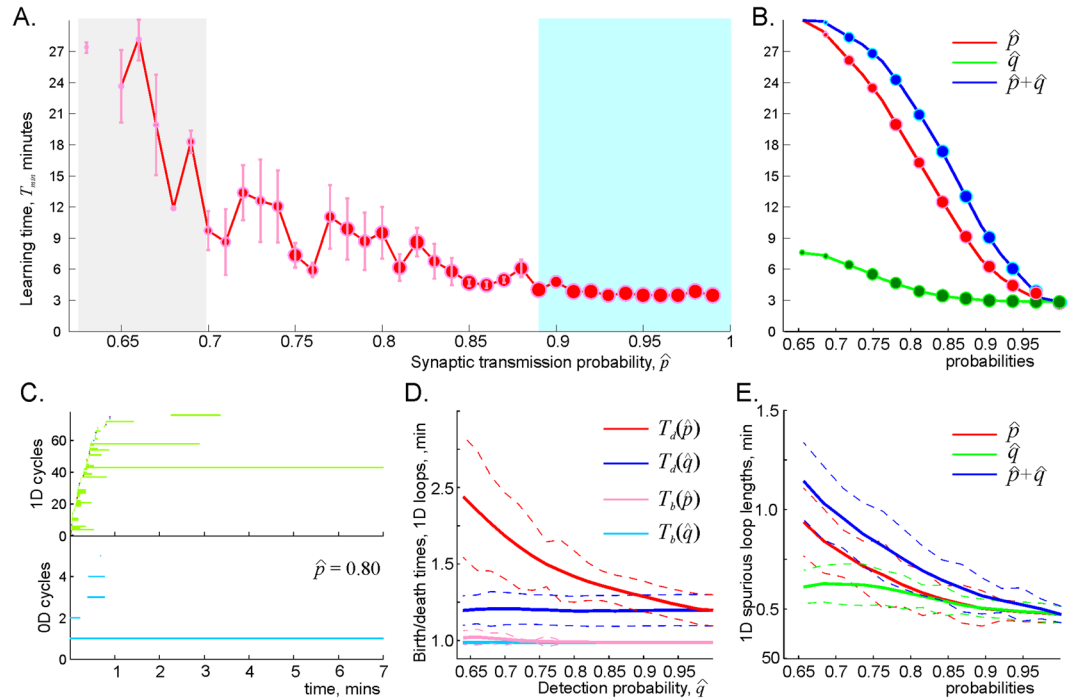 A.
Learning time, T_min minutes
27
24
21
18
15
12
9
6
3
0
0.65 0.7 0.75 0.8 0.85 0.9 0.95 1
Synaptic transmission probability, p̂
B.
p̂
q̂
p̂+q̂
27
24
21
18
15
12
9
6
3
0
0.65 0.7 0.75 0.8 0.85 0.9 0.95
probabilities
C.
1D cycles
60
40
20
0
0D cycles
p̂ = 0.80
4
2
0
1 2 3 4 5 6 7
time, mins
D.
Birth/death times, 1D loops, ,min
T_d(p̂)
T_d(q̂)
T_b(p̂)
T_b(q̂)
2.5
1.5
1.0
0.65 0.7 0.75 0.8 0.85 0.9 0.95
Detection probability, q̂
E.
1D spurious loop lengths, min
p̂
q̂
p̂+q̂
1.5
1.0
0.5
50
0.65 0.7 0.75 0.8 0.85 0.9 0.95
probabilities